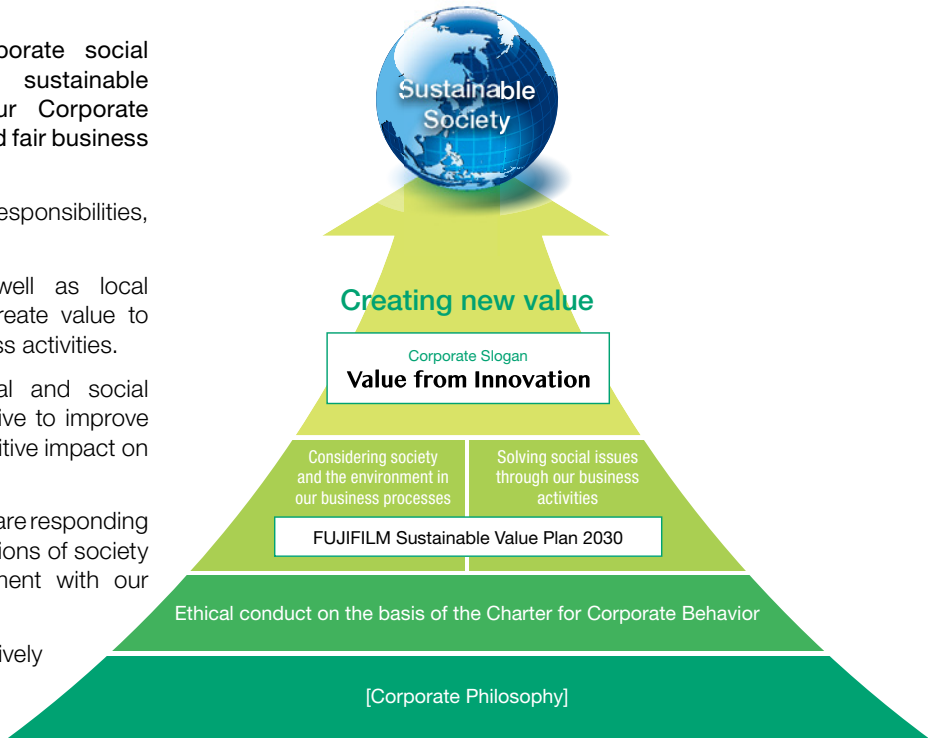 porate social
sustainable
ur Corporate
d fair business
esponsibilities,
well as local
reate value to
ss activities.
al and social
ive to improve
itive impact on
are responding
ions of society
ment with our
ively
Sustainable
Society
Creating new value
Corporate Slogan
Value from Innovation
Considering society
and the environment in
our business processes
Solving social issues
through our business
activities
FUJIFILM Sustainable Value Plan 2030
Ethical conduct on the basis of the Charter for Corporate Behavior
[Corporate Philosophy]